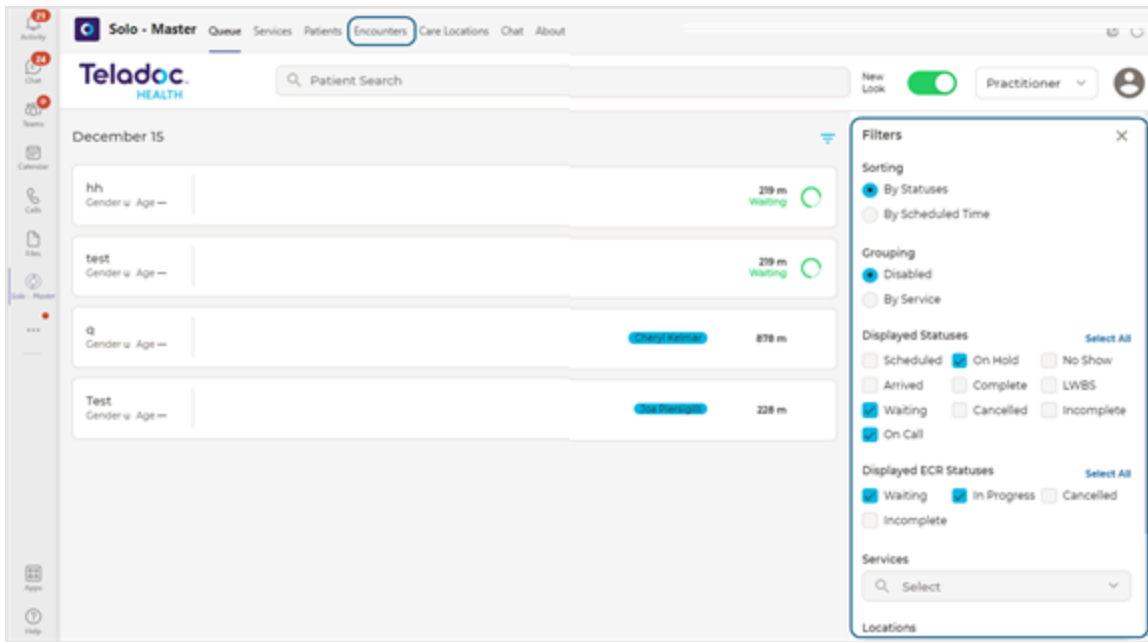 21
Activity
24
Chat
Teams
Calendar
Calls
Files
Solo - Master
Apps
Help
Solo - Master Queue Services Patients Encounters Care Locations Chat About
Teladoc
HEALTH
Patient Search
New
Look
Practitioner
December 15
hh
Gender u Age —
219 m
Waiting
test
Gender u Age —
219 m
Waiting
q
Gender u Age —
Cheryl Kelmar
878 m
Test
Gender u Age —
228 m
Filters
Sorting
By Statuses
By Scheduled Time
Grouping
Disabled
By Service
Displayed Statuses Select All
Scheduled On Hold No Show
Arrived Complete LWBS
Waiting Cancelled Incomplete
On Call
Displayed ECR Statuses Select All
Waiting In Progress Cancelled
Incomplete
Services
Select
Locations